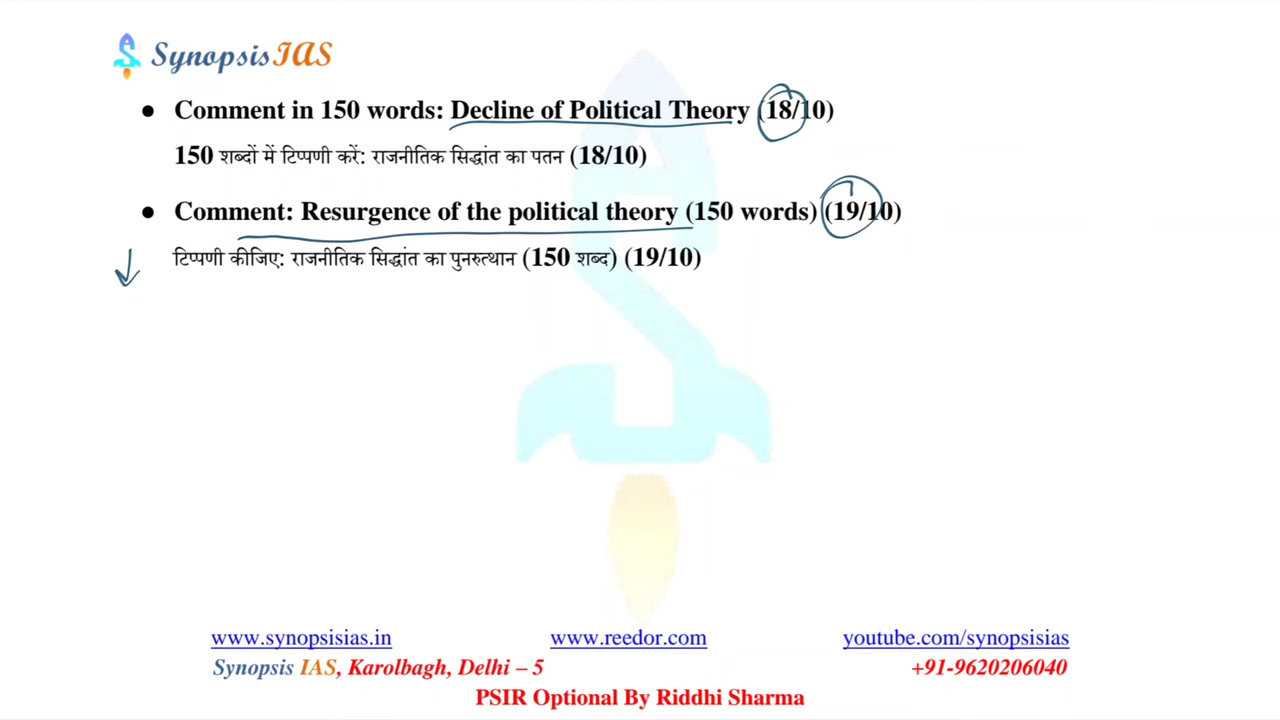 Synopsis IAS
● Comment in 150 words: Decline of Political Theory (18/10)
150 शब्दों में टिप्पणी करें: राजनीतिक सिद्धांत का पतन (18/10)
● Comment: Resurgence of the political theory (150 words) (19/10)
टिप्पणी कीजिए: राजनीतिक सिद्धांत का पुनरुत्थान (150 शब्द) (19/10)
www.synopsisias.in www.reedor.com youtube.com/synopsisias
Synopsis IAS, Karolbagh, Delhi – 5 +91-9620206040
PSIR Optional By Riddhi Sharma